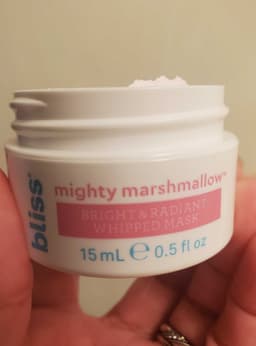 bliss®
mighty marshmallow™
BRIGHT & RADIANT
WHIPPED MASK
15 mL ℮ 0.5 fl oz